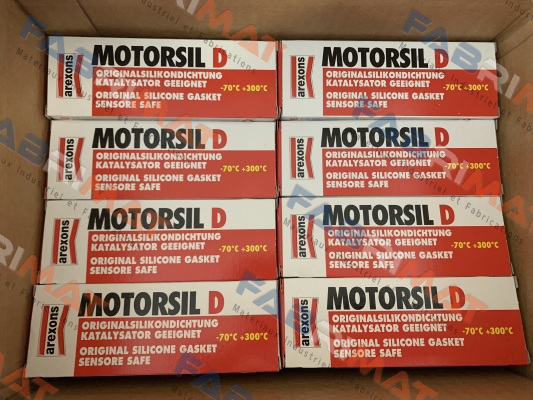 arexons
MOTORSIL D
ORIGINALSILIKONDICHTUNG
KATALYSATOR GEEIGNET -70°C +300°C
ORIGINAL SILICONE GASKET
SENSORE SAFE
arexons
MOTORSIL D
ORIGINALSILIKONDICHTUNG
KATALYSATOR GEEIGNET -70°C +300°C
ORIGINAL SILICONE GASKET
SENSORE SAFE
arexons
MOTORSIL D
ORIGINALSILIKONDICHTUNG
KATALYSATOR GEEIGNET -70°C +300°C
ORIGINAL SILICONE GASKET
SENSORE SAFE
arexons
MOTORSIL D
ORIGINALSILIKONDICHTUNG
KATALYSATOR GEEIGNET -70°C +300°C
ORIGINAL SILICONE GASKET
SENSORE SAFE
arexons
MOTORSIL D
ORIGINALSILIKONDICHTUNG
KATALYSATOR GEEIGNET -70°C +300°C
ORIGINAL SILICONE GASKET
SENSORE SAFE
arexons
MOTORSIL D
ORIGINALSILIKONDICHTUNG
KATALYSATOR GEEIGNET -70°C +300°C
ORIGINAL SILICONE GASKET
SENSORE SAFE
arexons
MOTORSIL D
ORIGINALSILIKONDICHTUNG
KATALYSATOR GEEIGNET -70°C +300°C
ORIGINAL SILICONE GASKET
SENSORE SAFE
arexons
MOTORSIL D
ORIGINALSILIKONDICHTUNG
KATALYSATOR GEEIGNET -70°C +300°C
ORIGINAL SILICONE GASKET
SENSORE SAFE
FABRIMAT